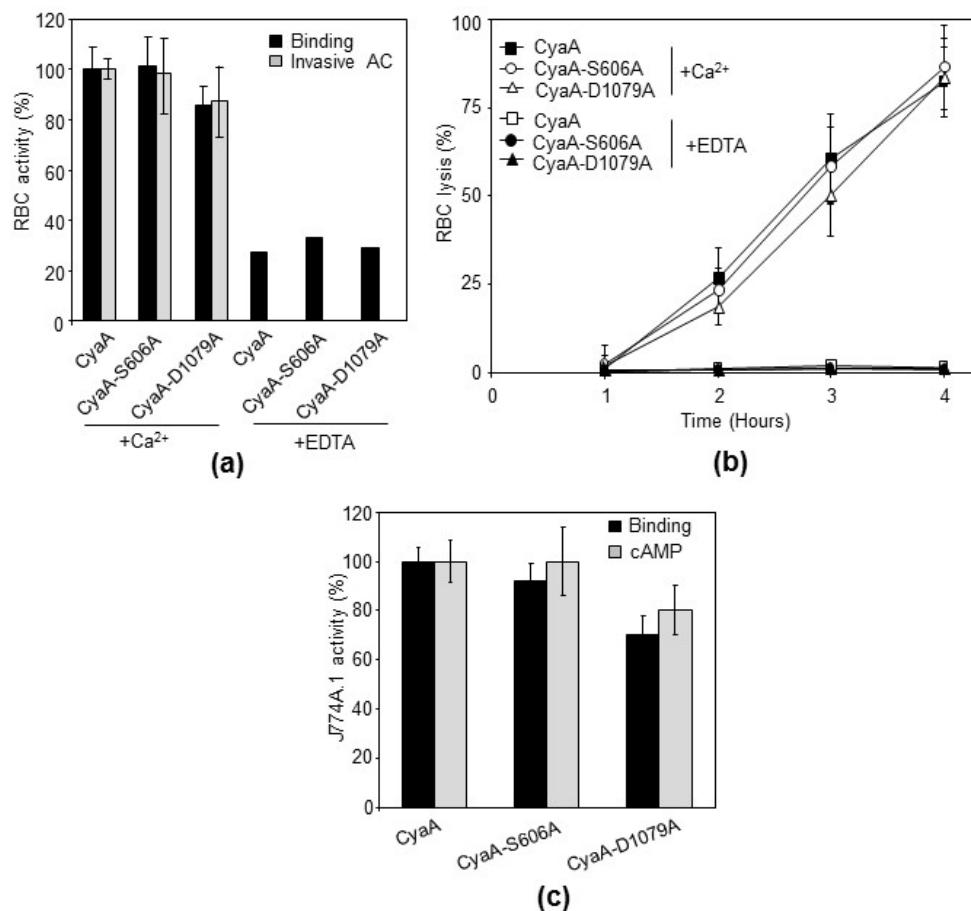 RBC activity (%)
120
100
80
60
40
20
0
Binding
Invasive AC
CyaA
CyaA-S606A
CyaA-D1079A
CyaA
CyaA-S606A
CyaA-D1079A
+Ca²⁺
+EDTA
(a)
RBC lysis (%)
100
75
50
25
0
CyaA
CyaA-S606A
CyaA-D1079A
+Ca²⁺
CyaA
CyaA-S606A
CyaA-D1079A
+EDTA
0 1 2 3 4
Time (Hours)
(b)
J774A.1 activity (%)
120
100
80
60
40
20
0
Binding
cAMP
CyaA
CyaA-S606A
CyaA-D1079A
(c)